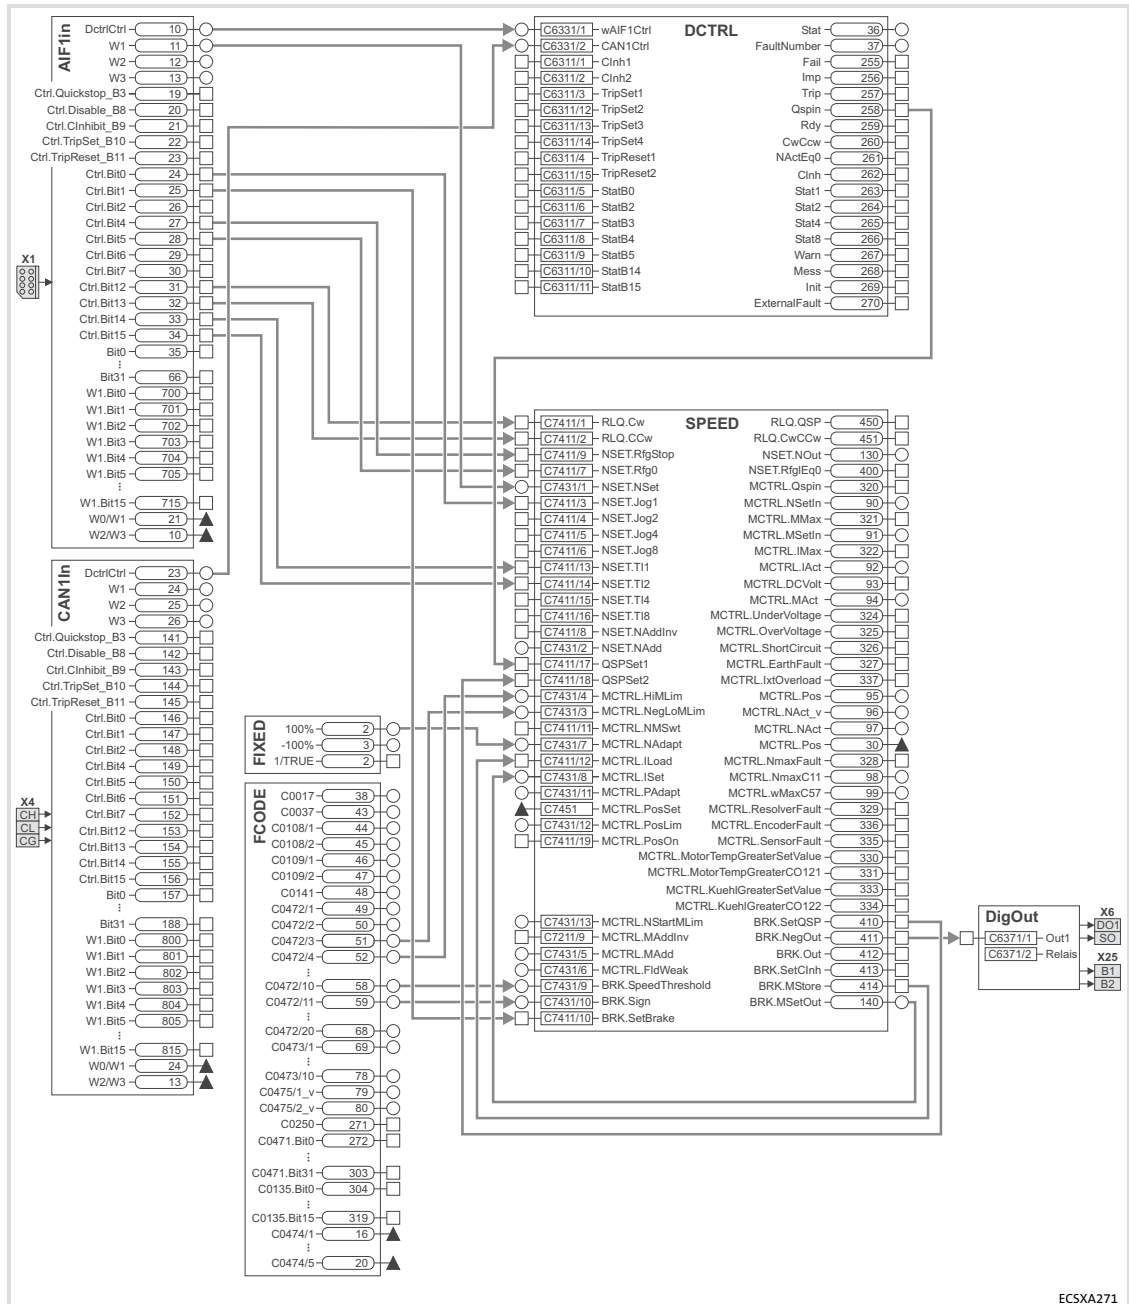 AIF1in
DctrlCtrl 10
W1 11
W2 12
W3 13
Ctrl.Quickstop_B3 19
Ctrl.Disable_B8 20
Ctrl.CInhibit_B9 21
Ctrl.TripSet_B10 22
Ctrl.TripReset_B11 23
Ctrl.Bit0 24
Ctrl.Bit1 25
Ctrl.Bit2 26
Ctrl.Bit4 27
Ctrl.Bit5 28
Ctrl.Bit6 29
Ctrl.Bit7 30
Ctrl.Bit12 31
Ctrl.Bit13 32
Ctrl.Bit14 33
Ctrl.Bit15 34
Bit0 35
...
Bit31 66
W1.Bit0 700
W1.Bit1 701
W1.Bit2 702
W1.Bit3 703
W1.Bit4 704
W1.Bit5 705
...
W1.Bit15 715
W0/W1 21
W2/W3 10
X1
CAN1In
DctrlCtrl 23
W1 24
W2 25
W3 26
Ctrl.Quickstop_B3 141
Ctrl.Disable_B8 142
Ctrl.CInhibit_B9 143
Ctrl.TripSet_B10 144
Ctrl.TripReset_B11 145
Ctrl.Bit0 146
Ctrl.Bit1 147
Ctrl.Bit2 148
Ctrl.Bit4 149
Ctrl.Bit5 150
Ctrl.Bit6 151
Ctrl.Bit7 152
Ctrl.Bit12 153
Ctrl.Bit13 154
Ctrl.Bit14 155
Ctrl.Bit15 156
Bit0 157
...
Bit31 188
W1.Bit0 800
W1.Bit1 801
W1.Bit2 802
W1.Bit3 803
W1.Bit4 804
W1.Bit5 805
...
W1.Bit15 815
W0/W1 24
W2/W3 13
X4
CH
CL
CG
FIXED
100% 2
-100% 3
1/TRUE 2
FCODE
C0017 38
C0037 43
C0108/1 44
C0108/2 45
C0109/1 46
C0109/2 47
C0141 48
C0472/1 49
C0472/2 50
C0472/3 51
C0472/4 52
...
C0472/10 58
C0472/11 59
...
C0472/20 68
C0473/1 69
...
C0473/10 78
C0475/1_v 79
C0475/2_v 80
C0250 271
C0471.Bit0 272
...
C0471.Bit31 303
C0135.Bit0 304
...
C0135.Bit15 319
C0474/1 16
...
C0474/5 20
DCTRL
C6331/1 wAIF1Ctrl
C6331/2 CAN1Ctrl
C6311/1 CInh1
C6311/2 CInh2
C6311/3 TripSet1
C6311/12 TripSet2
C6311/13 TripSet3
C6311/14 TripSet4
C6311/4 TripReset1
C6311/15 TripReset2
C6311/5 StatB0
C6311/6 StatB2
C6311/7 StatB3
C6311/8 StatB4
C6311/9 StatB5
C6311/10 StatB14
C6311/11 StatB15
Stat 36
FaultNumber 37
Fail 255
Imp 256
Trip 257
Qspin 258
Rdy 259
CwCcw 260
NActEq0 261
CInh 262
Stat1 263
Stat2 264
Stat4 265
Stat8 266
Warn 267
Mess 268
Init 269
ExternalFault 270
SPEED
C7411/1 RLQ.Cw
C7411/2 RLQ.CCw
C7411/9 NSET.RfgStop
C7411/7 NSET.Rfg0
C7431/1 NSET.NSet
C7411/3 NSET.Jog1
C7411/4 NSET.Jog2
C7411/5 NSET.Jog4
C7411/6 NSET.Jog8
C7411/13 NSET.TI1
C7411/14 NSET.TI2
C7411/15 NSET.TI4
C7411/16 NSET.TI8
C7411/8 NSET.NAddInv
C7431/2 NSET.NAdd
C7411/17 QSPSet1
C7411/18 QSPSet2
C7431/4 MCTRL.HiMLim
C7431/3 MCTRL.NegLoMLim
C7411/11 MCTRL.NMSwt
C7431/7 MCTRL.NAdapt
C7411/12 MCTRL.ILoad
C7431/8 MCTRL.ISet
C7431/11 MCTRL.PAdapt
C7451 MCTRL.PosSet
C7431/12 MCTRL.PosLim
C7411/19 MCTRL.PosOn
C7431/13 MCTRL.NStartMLim
C7211/9 MCTRL.MAddInv
C7431/5 MCTRL.MAdd
C7431/6 MCTRL.FldWeak
C7431/9 BRK.SpeedThreshold
C7431/10 BRK.Sign
C7411/10 BRK.SetBrake
RLQ.QSP 450
RLQ.CwCCw 451
NSET.NOut 130
NSET.RfgIEq0 400
MCTRL.Qspin 320
MCTRL.NSetIn 90
MCTRL.MMax 321
MCTRL.MSetIn 91
MCTRL.IMax 322
MCTRL.IAct 92
MCTRL.DCVolt 93
MCTRL.MAct 94
MCTRL.UnderVoltage 324
MCTRL.OverVoltage 325
MCTRL.ShortCircuit 326
MCTRL.EarthFault 327
MCTRL.IxtOverload 337
MCTRL.Pos 95
MCTRL.NAct_v 96
MCTRL.NAct 97
MCTRL.Pos 30
MCTRL.NmaxFault 328
MCTRL.NmaxC11 98
MCTRL.wMaxC57 99
MCTRL.ResolverFault 329
MCTRL.EncoderFault 336
MCTRL.SensorFault 335
MCTRL.MotorTempGreaterSetValue 330
MCTRL.MotorTempGreaterCO121 331
MCTRL.KuehlGreaterSetValue 333
MCTRL.KuehlGreaterCO122 334
BRK.SetQSP 410
BRK.NegOut 411
BRK.Out 412
BRK.SetCInh 413
BRK.MStore 414
BRK.MSetOut 140
DigOut
C6371/1 Out1
C6371/2 Relais
X6
DO1
SO
X25
B1
B2
ECSXA271